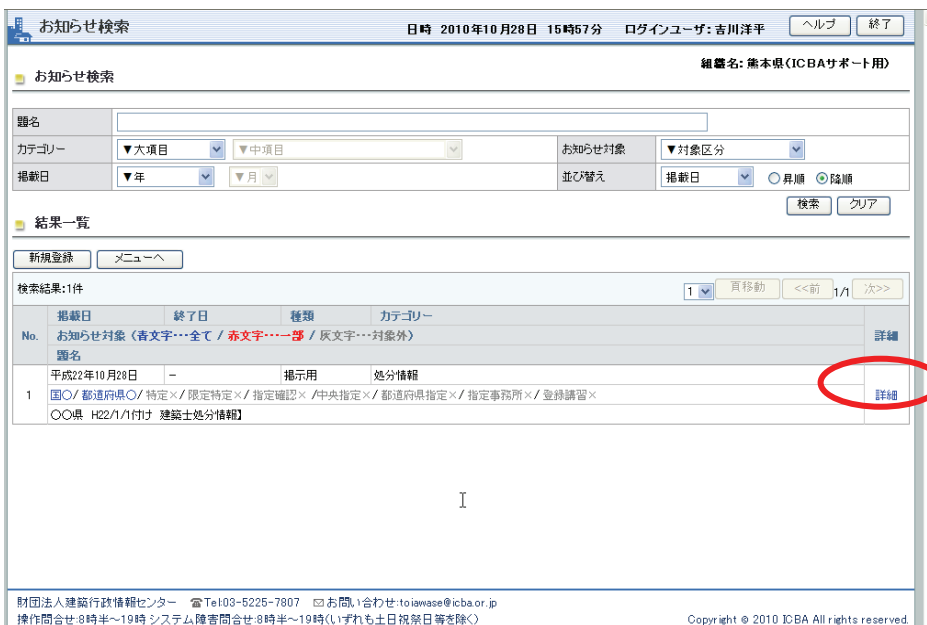 お知らせ検索 日時 2010年10月28日 15時57分 ログインユーザ:吉川洋平 ヘルプ 終了
組織名:熊本県(ICBAサポート用)
お知らせ検索
題名
カテゴリー ▼大項目 ▼中項目 お知らせ対象 ▼対象区分
掲載日 ▼年 ▼月 並び替え 掲載日 昇順 降順
検索 クリア
結果一覧
新規登録 メニューへ
検索結果:1件 1 頁移動 <<前 1/1 次>>
掲載日 終了日 種類 カテゴリー
No. お知らせ対象（青文字･･･全て / 赤文字･･･一部 / 灰文字･･･対象外） 詳細
題名
平成22年10月28日 － 掲示用 処分情報
1 国○/ 都道府県○/ 特定×/ 限定特定×/ 指定確認× /中央指定×/ 都道府県指定×/ 指定事務所×/ 登録講習× 詳細
○○県 H22/1/1付け 建築士処分情報】
財団法人建築行政情報センター ☎Tel:03-5225-7807 ✉お問い合わせ:toiawase@icba.or.jp
操作問合せ:8時半～19時 システム障害問合せ:8時半～19時(いずれも土日祝祭日等を除く) Copyright © 2010 ICBA All rights reserved.